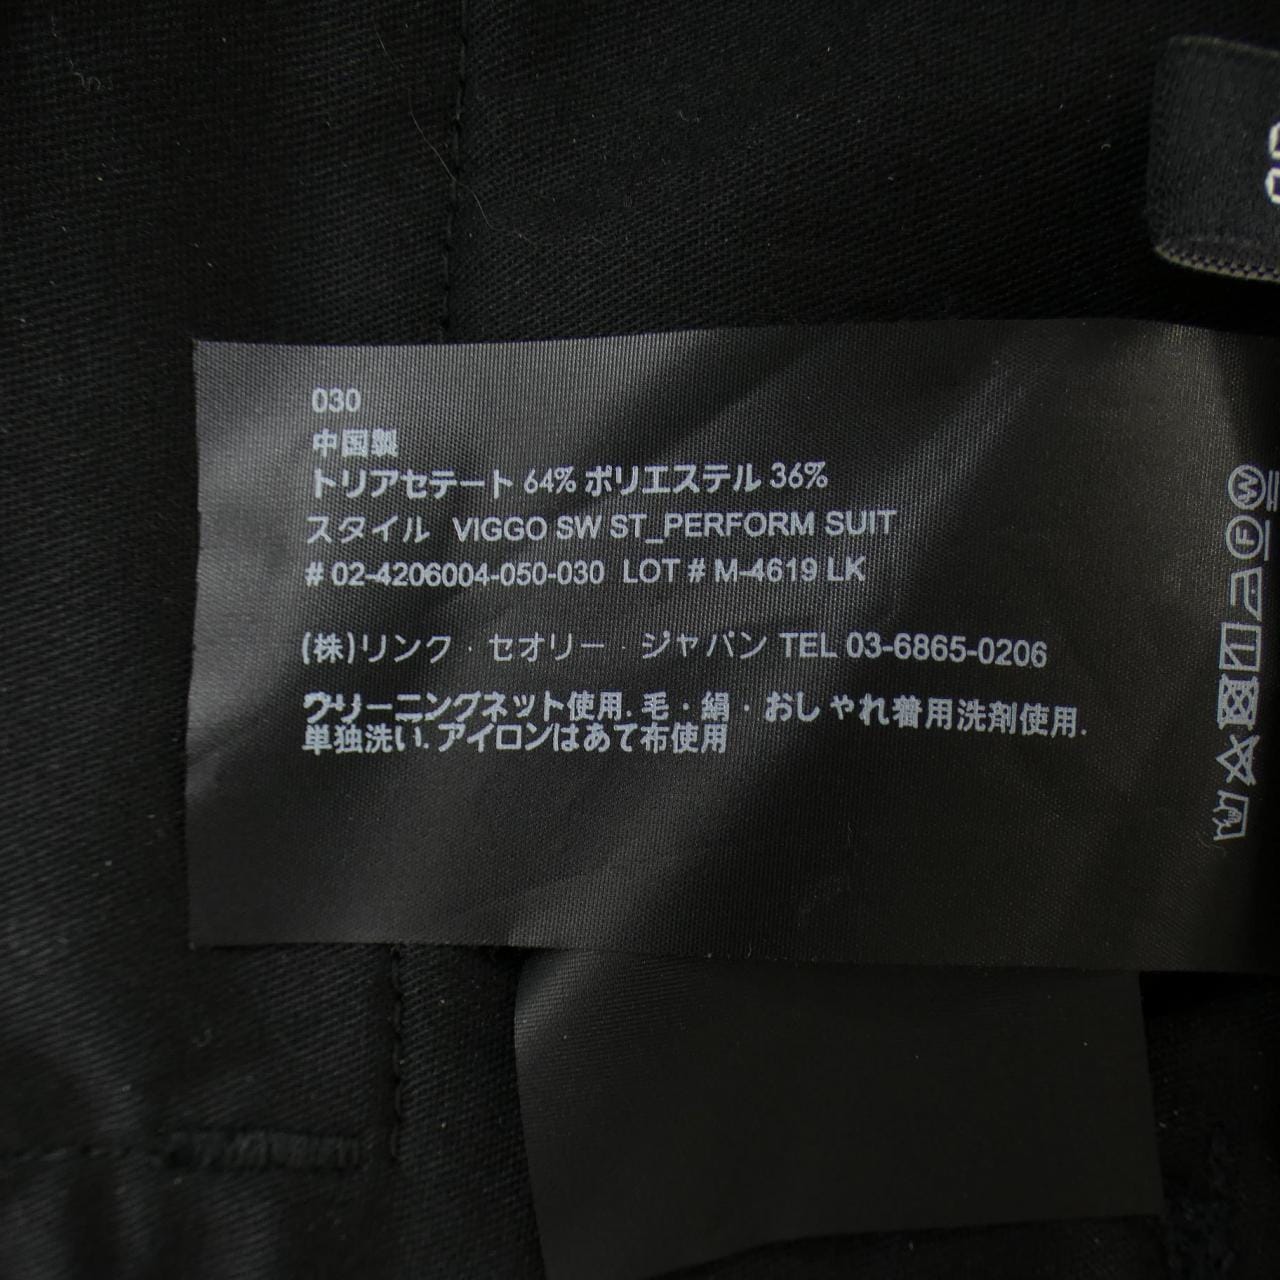 030
中国製
トリアセテート 64% ポリエステル 36%
スタイル VIGGO SW ST_PERFORM SUIT
# 02-4206004-050-030 LOT # M-4619 LK
(株)リンク・セオリー・ジャパン TEL 03-6865-0206
クリーニングネット使用.毛・絹・おしゃれ着用洗剤使用.
単独洗い.アイロンはあて布使用